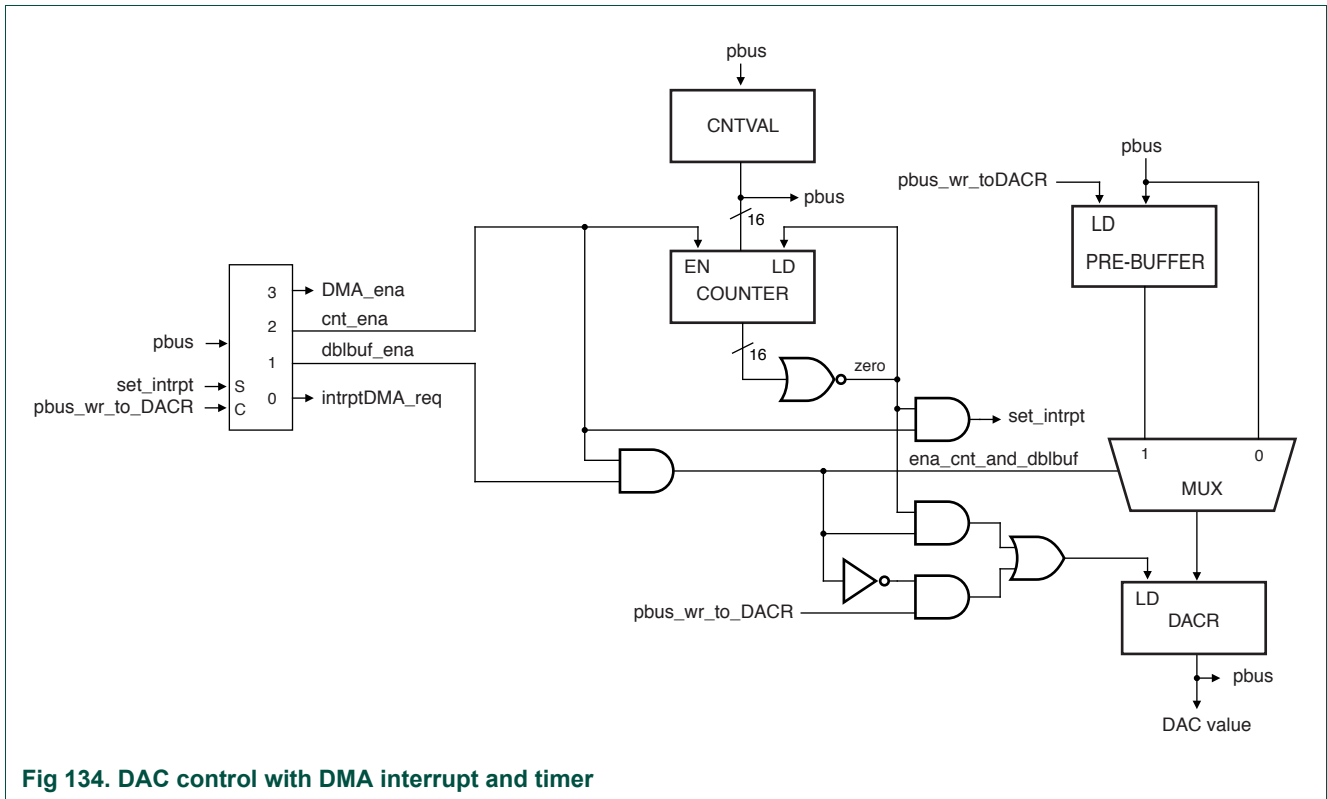 pbus
CNTVAL
pbus
16
pbus
pbus_wr_toDACR
LD
PRE-BUFFER
EN LD
COUNTER
3 DMA_ena
2 cnt_ena
pbus
1 dblbuf_ena
set_intrpt S
0 intrptDMA_req
pbus_wr_to_DACR C
16
zero
set_intrpt
ena_cnt_and_dblbuf
1 0
MUX
pbus_wr_to_DACR
LD
DACR
pbus
DAC value
Fig 134. DAC control with DMA interrupt and timer